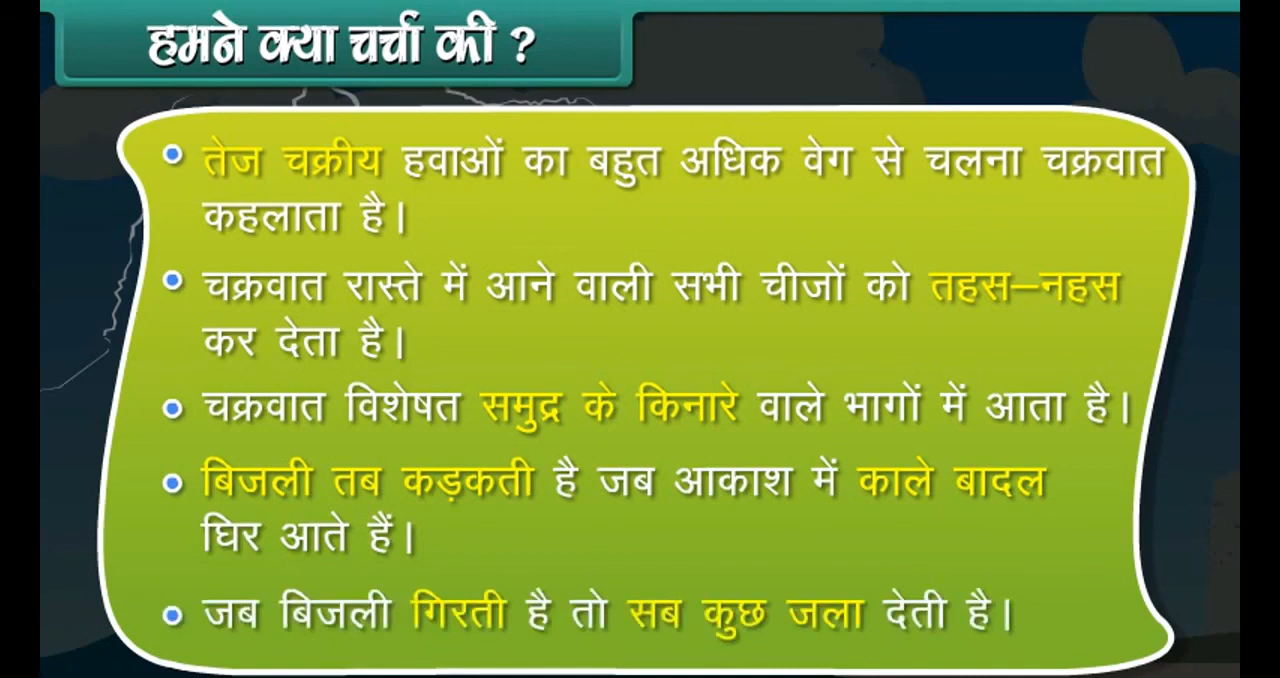 हमने क्या चर्चा की ?
तेज चक्रीय हवाओं का बहुत अधिक वेग से चलना चक्रवात
कहलाता है।
चक्रवात रास्ते में आने वाली सभी चीजों को तहस–नहस
कर देता है।
चक्रवात विशेषत समुद्र के किनारे वाले भागों में आता है।
बिजली तब कड़कती है जब आकाश में काले बादल
घिर आते हैं।
जब बिजली गिरती है तो सब कुछ जला देती है।